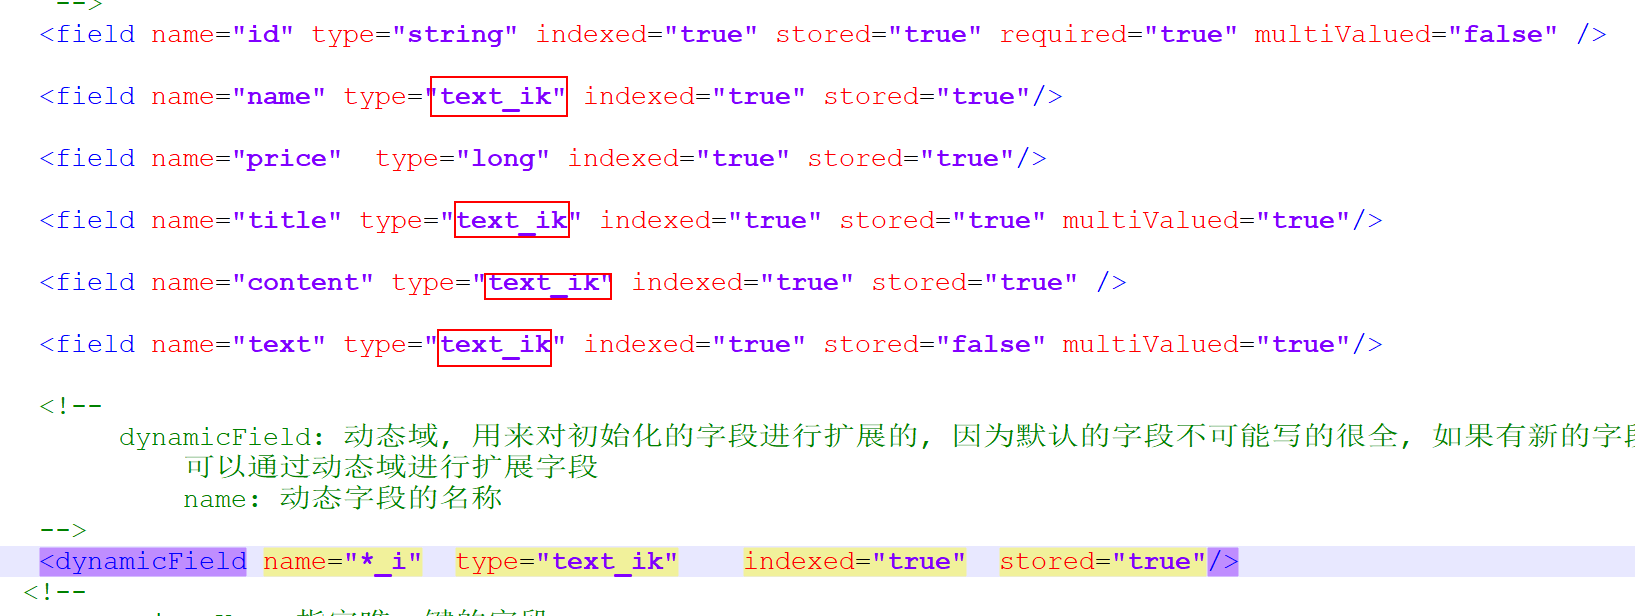 -->
<field name="id" type="string" indexed="true" stored="true" required="true" multiValued="false" />
<field name="name" type="text_ik" indexed="true" stored="true"/>
<field name="price"  type="long" indexed="true" stored="true"/>
<field name="title" type="text_ik" indexed="true" stored="true" multiValued="true"/>
<field name="content" type="text_ik" indexed="true" stored="true" />
<field name="text" type="text_ik" indexed="true" stored="false" multiValued="true"/>
<!--
dynamicField: 动态域, 用来对初始化的字段进行扩展的, 因为默认的字段不可能写的很全, 如果有新的字段
可以通过动态域进行扩展字段
name: 动态字段的名称
-->
<dynamicField name="*_i"  type="text_ik"    indexed="true"  stored="true"/>
<!--